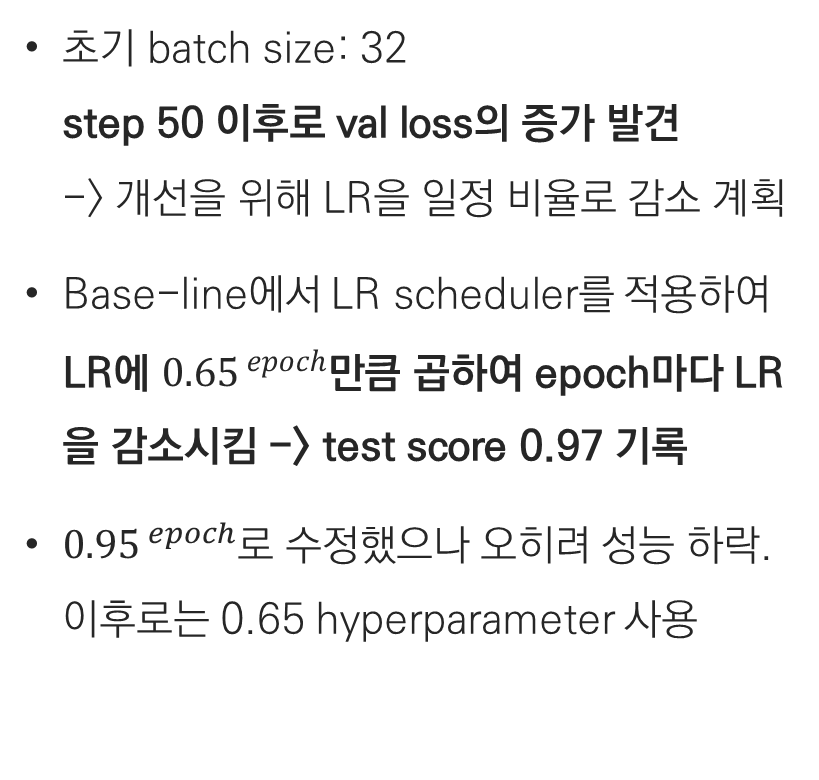 • 초기 batch size: 32
step 50 이후로 val loss의 증가 발견
-> 개선을 위해 LR을 일정 비율로 감소 계획
• Base-line에서 LR scheduler를 적용하여
LR에 0.65^epoch만큼 곱하여 epoch마다 LR
을 감소시킴 -> test score 0.97 기록
• 0.95^epoch로 수정했으나 오히려 성능 하락.
이후로는 0.65 hyperparameter 사용